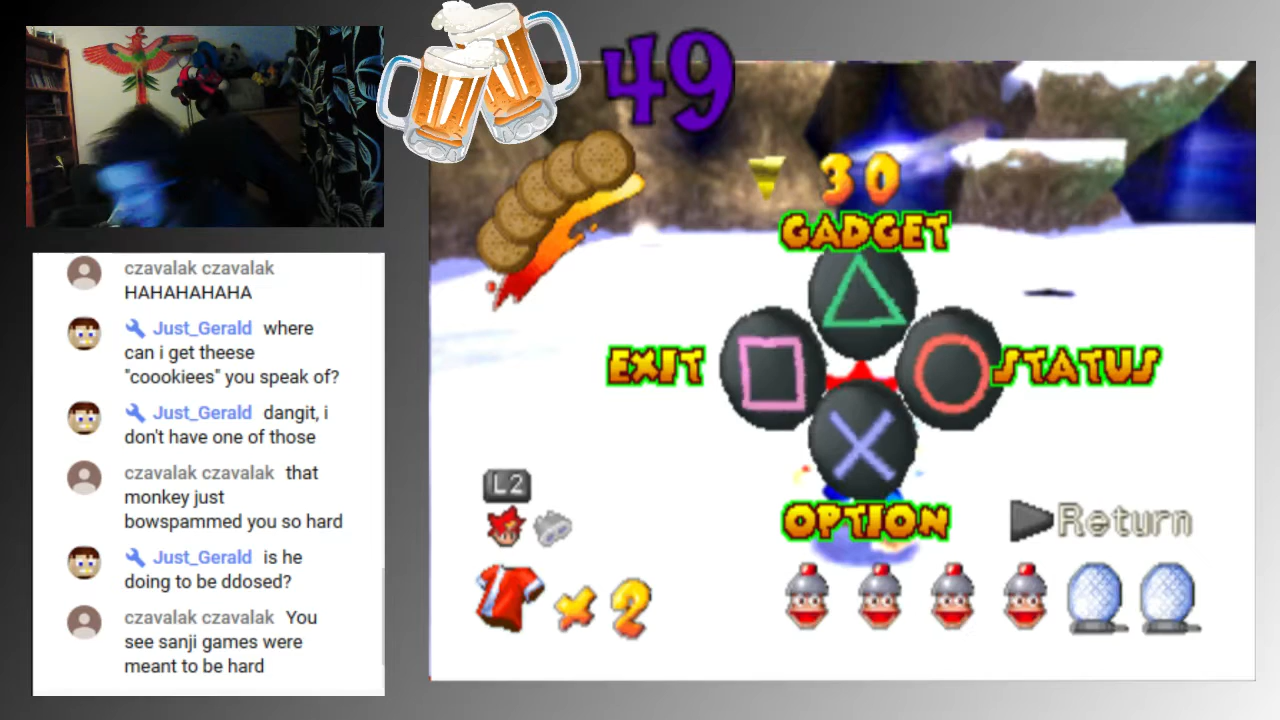 49
30
GADGET
EXIT
STATUS
OPTION
L2
Return
× 2
czavalak czavalak
HAHAHAHAHA
Just_Gerald where
can i get theese
"coookiees" you speak of?
Just_Gerald dangit, i
don't have one of those
czavalak czavalak that
monkey just
bowspammed you so hard
Just_Gerald is he
doing to be ddosed?
czavalak czavalak You
see sanji games were
meant to be hard